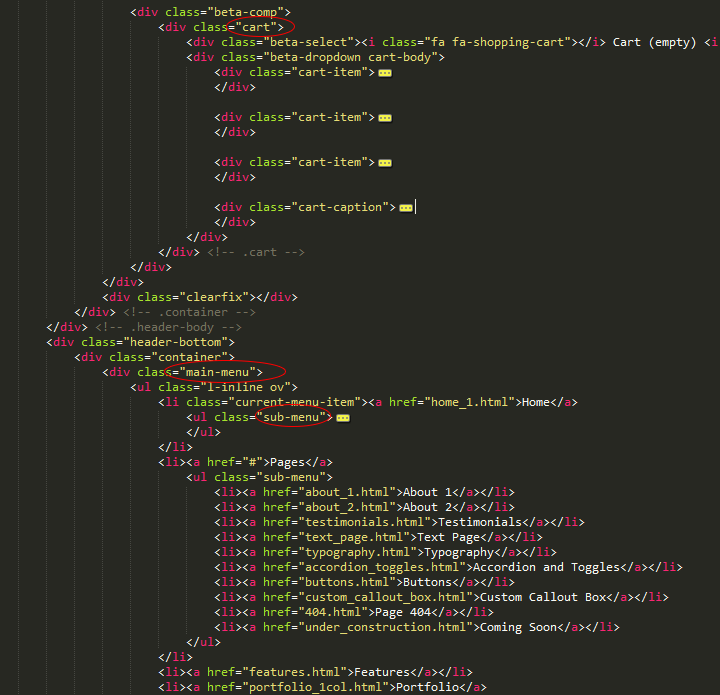 <div class="beta-comp">
<div class="cart">
<div class="beta-select"><i class="fa fa-shopping-cart"></i> Cart (empty) <i
<div class="beta-dropdown cart-body">
<div class="cart-item">
</div>
<div class="cart-item">
</div>
<div class="cart-item">
</div>
<div class="cart-caption">
</div>
</div>
</div> <!-- .cart -->
</div>
</div>
<div class="clearfix"></div>
</div> <!-- .container -->
</div> <!-- .header-body -->
<div class="header-bottom">
<div class="container">
<div class="main-menu">
<ul class="l-inline ov">
<li class="current-menu-item"><a href="home_1.html">Home</a>
<ul class="sub-menu">
</ul>
</li>
<li><a href="#">Pages</a>
<ul class="sub-menu">
<li><a href="about_1.html">About 1</a></li>
<li><a href="about_2.html">About 2</a></li>
<li><a href="testimonials.html">Testimonials</a></li>
<li><a href="text_page.html">Text Page</a></li>
<li><a href="typography.html">Typography</a></li>
<li><a href="accordion_toggles.html">Accordion and Toggles</a></li>
<li><a href="buttons.html">Buttons</a></li>
<li><a href="custom_callout_box.html">Custom Callout Box</a></li>
<li><a href="404.html">Page 404</a></li>
<li><a href="under_construction.html">Coming Soon</a></li>
</ul>
</li>
<li><a href="features.html">Features</a></li>
<li><a href="portfolio_1col.html">Portfolio</a>